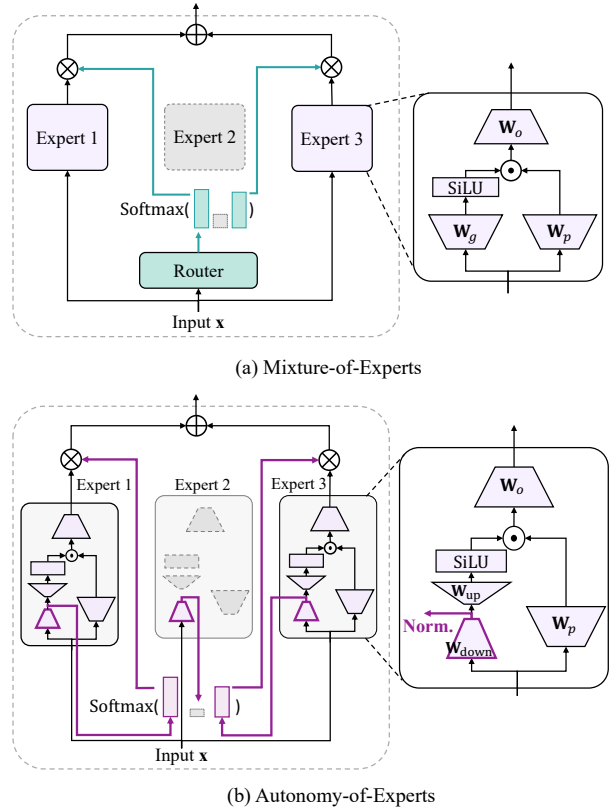 Expert 1
Expert 2
Expert 3
Softmax( )
Router
Input x
W_o
SiLU
W_g
W_p
(a) Mixture-of-Experts
Expert 1
Expert 2
Expert 3
Softmax( )
Input x
W_o
SiLU
W_up
Norm.
W_down
W_p
(b) Autonomy-of-Experts